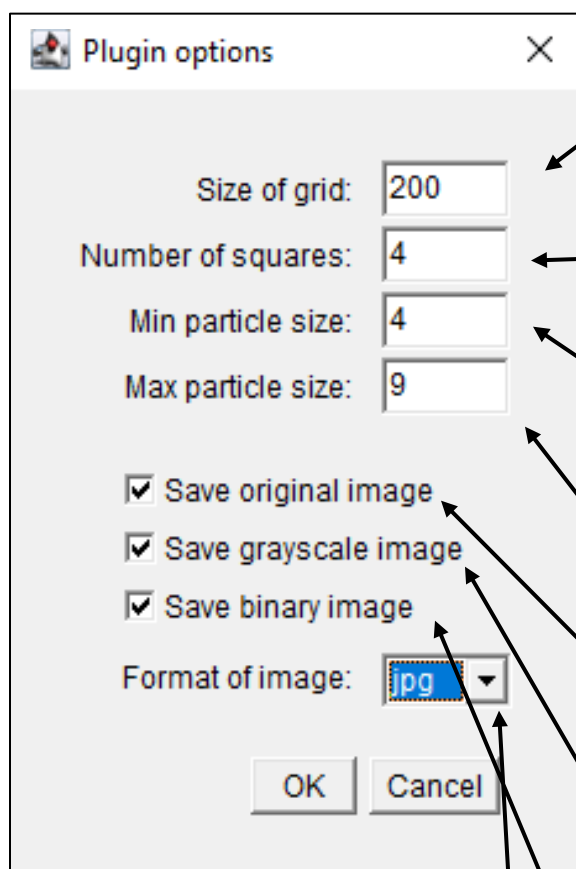 Plugin options
Size of grid: 200
Number of squares: 4
Min particle size: 4
Max particle size: 9
Save original image
Save grayscale image
Save binary image
Format of image: jpg
OK Cancel